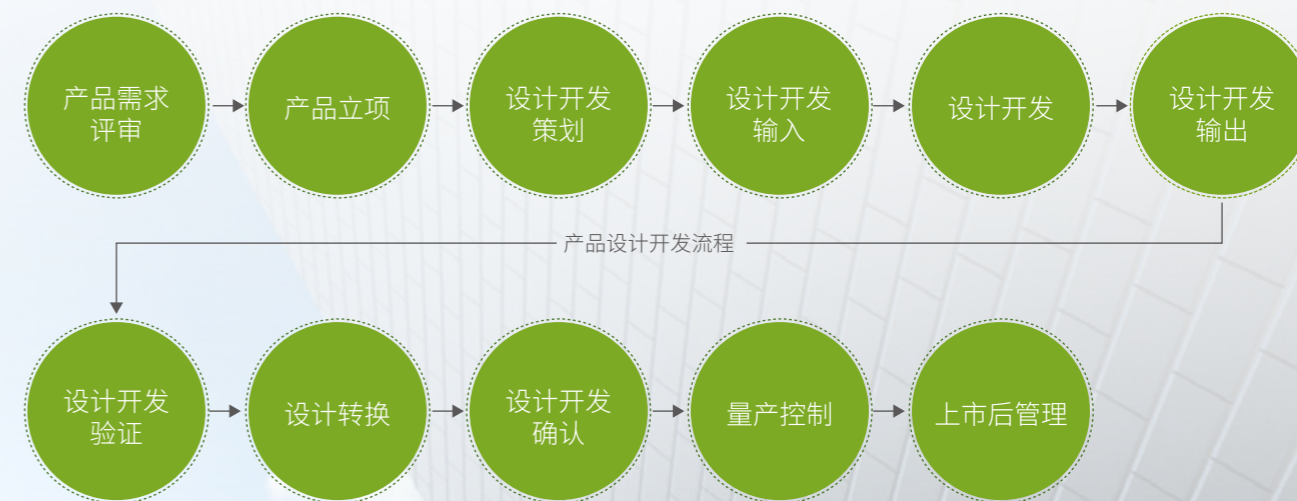 产品需求
评审
产品立项
设计开发
策划
设计开发
输入
设计开发
设计开发
输出
产品设计开发流程
设计开发
验证
设计转换
设计开发
确认
量产控制
上市后管理